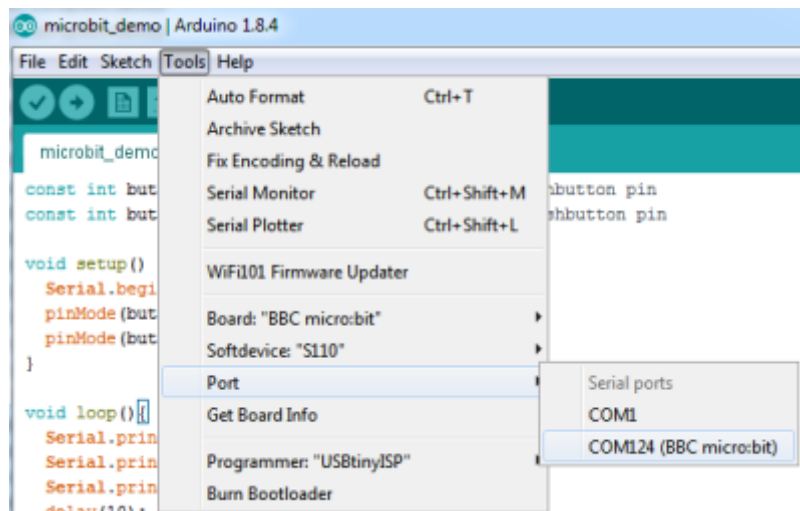 microbit_demo | Arduino 1.8.4
File Edit Sketch Tools Help
microbit_demo
Auto Format Ctrl+T
Archive Sketch
Fix Encoding & Reload
Serial Monitor Ctrl+Shift+M
Serial Plotter Ctrl+Shift+L
WiFi101 Firmware Updater
Board: "BBC micro:bit"
Softdevice: "S110"
Port
Get Board Info
Programmer: "USBtinyISP"
Burn Bootloader
Serial ports
COM1
COM124 (BBC micro:bit)
const int but hbutton pin
const int but shbutton pin
void setup()
Serial.begi
pinMode(but
pinMode(but
}
void loop(){
Serial.prin
Serial.prin
Serial.prin
delay(10);